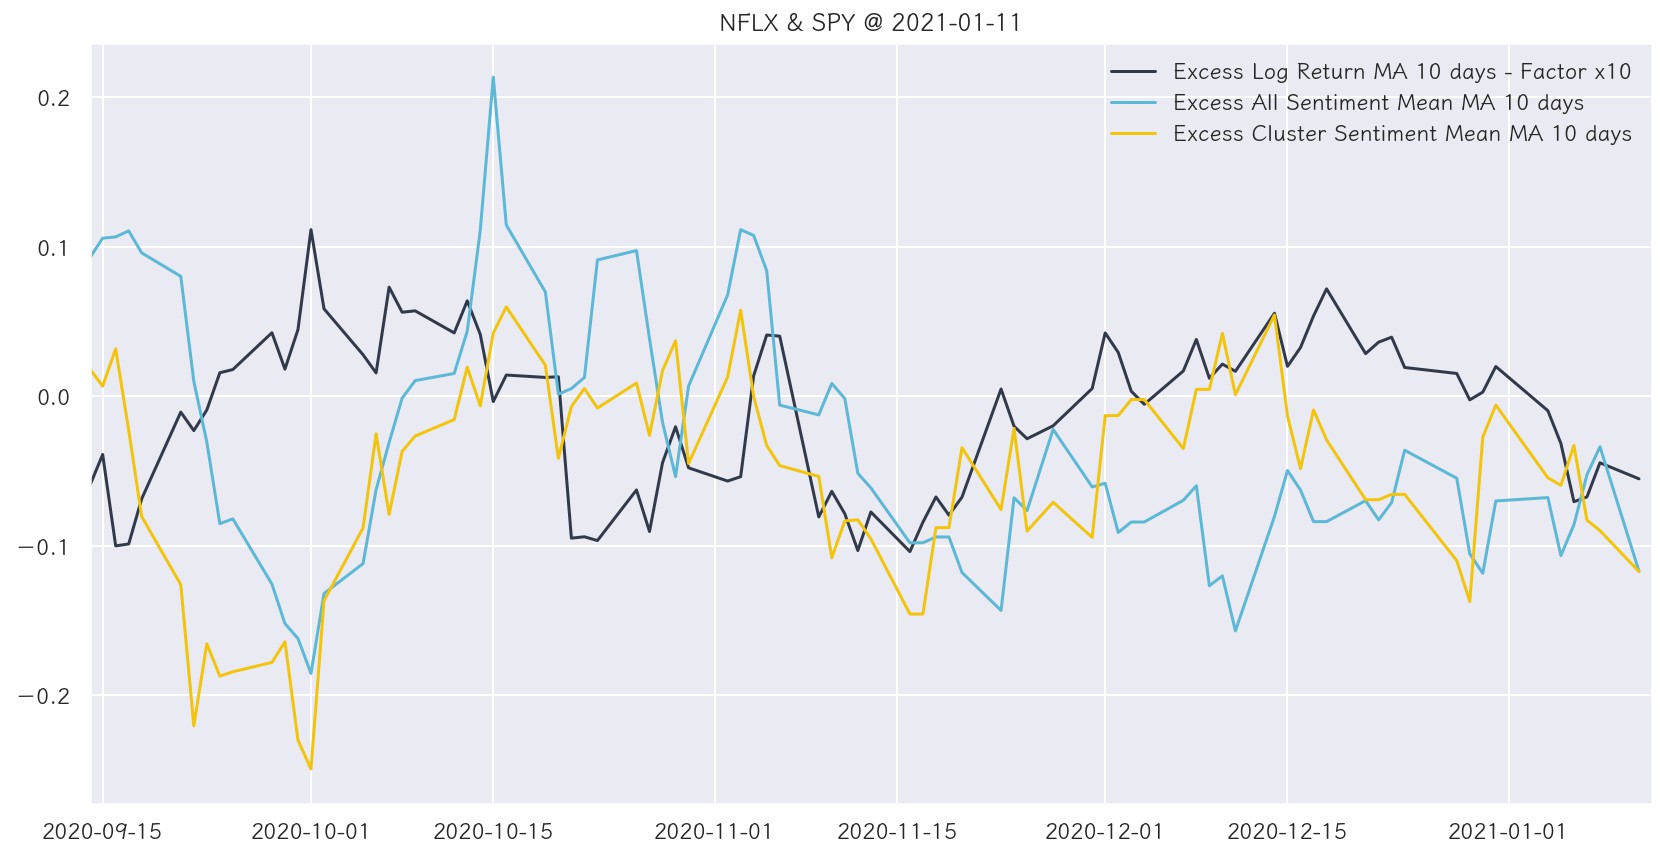 NFLX & SPY @ 2021-01-11
Excess Log Return MA 10 days - Factor x10
Excess All Sentiment Mean MA 10 days
Excess Cluster Sentiment Mean MA 10 days
0.2
0.1
0.0
−0.1
−0.2
2020-09-15 2020-10-01 2020-10-15 2020-11-01 2020-11-15 2020-12-01 2020-12-15 2021-01-01